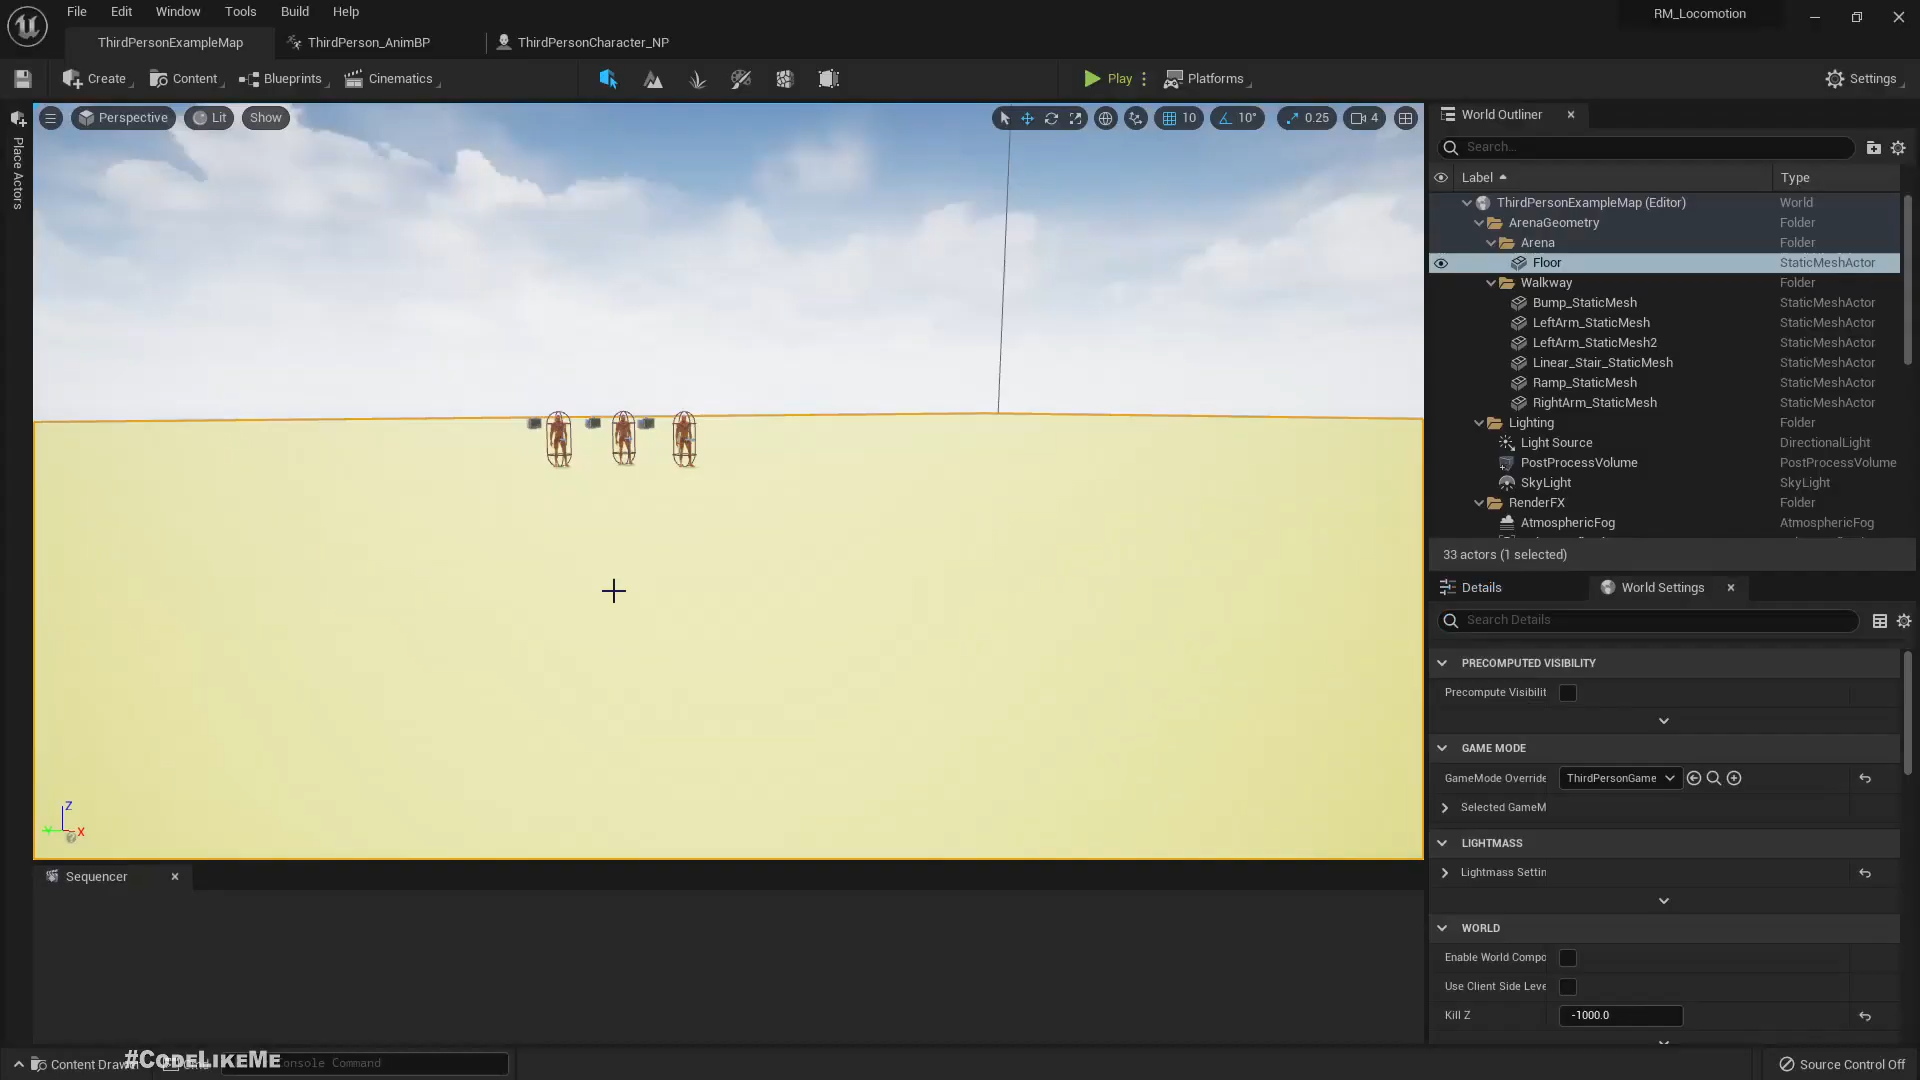 File Edit Window Tools Build Help
RM_Locomotion
ThirdPersonExampleMap ThirdPerson_AnimBP ThirdPersonCharacter_NP
Create Content Blueprints Cinematics Play Platforms Settings
Place Actors
Perspective Lit Show 10 10° 0.25 4
Z
Y X
Sequencer
World Outliner
Search...
Label Type
ThirdPersonExampleMap (Editor) World
ArenaGeometry Folder
Arena Folder
Floor StaticMeshActor
Walkway Folder
Bump_StaticMesh StaticMeshActor
LeftArm_StaticMesh StaticMeshActor
LeftArm_StaticMesh2 StaticMeshActor
Linear_Stair_StaticMesh StaticMeshActor
Ramp_StaticMesh StaticMeshActor
RightArm_StaticMesh StaticMeshActor
Lighting Folder
Light Source DirectionalLight
PostProcessVolume PostProcessVolume
SkyLight SkyLight
RenderFX Folder
AtmosphericFog AtmosphericFog
33 actors (1 selected)
Details World Settings
Search Details
PRECOMPUTED VISIBILITY
Precompute Visibilit
GAME MODE
GameMode Override ThirdPersonGame
Selected GameM
LIGHTMASS
Lightmass Settin
WORLD
Enable World Compo
Use Client Side Leve
Kill Z -1000.0
Content Draw #CodeLikeMe onsole Command
Source Control Off